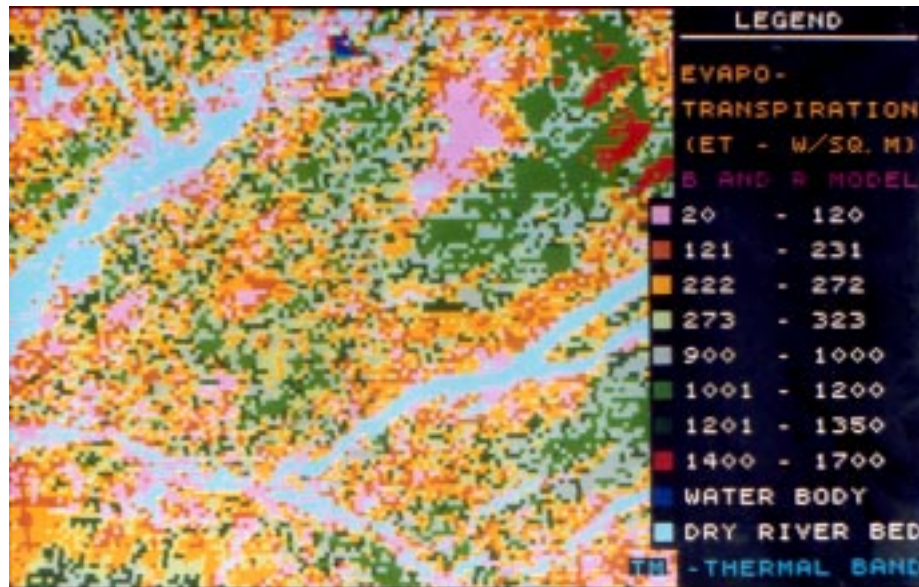 LEGEND
EVAPO-
TRANSPIRATION
(ET - W/SQ. M)
B AND R MODEL
20 - 120
121 - 231
222 - 272
273 - 323
900 - 1000
1001 - 1200
1201 - 1350
1400 - 1700
WATER BODY
DRY RIVER BED
TM -THERMAL BAND